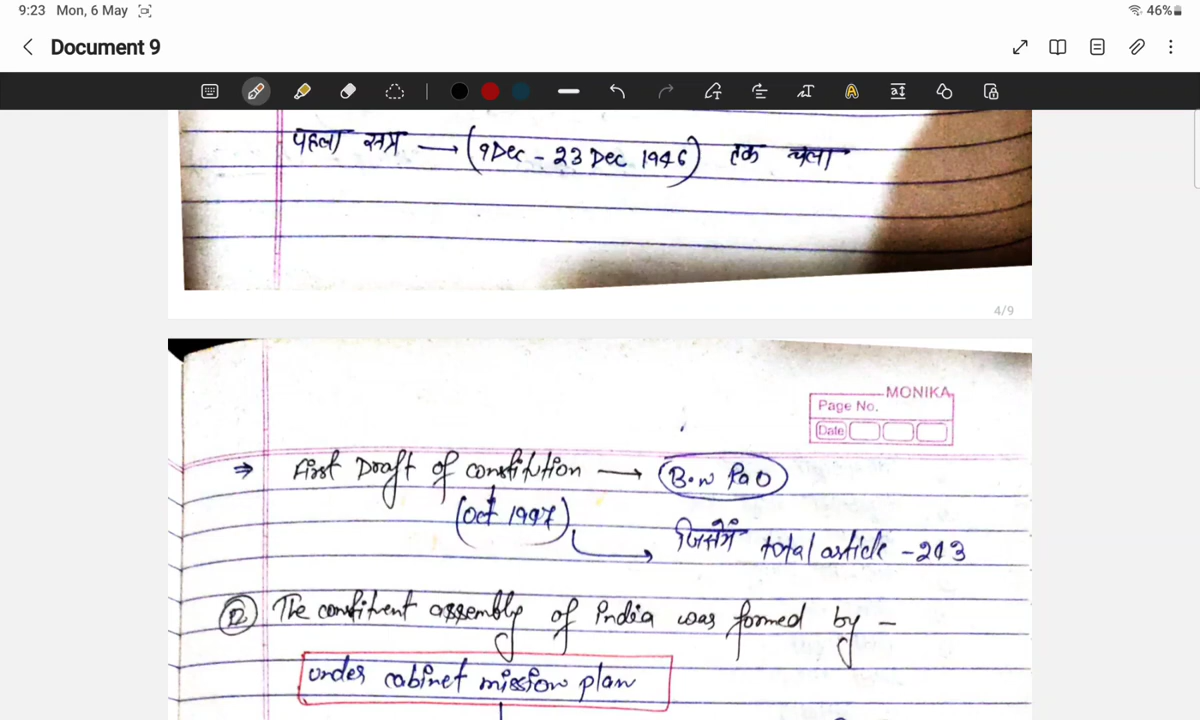 9:23 Mon, 6 May 46%
Document 9
पहला सत्र → (9 Dec - 23 Dec 1946) तक चला
4/9
MONIKA
Page No.
Date
⇒ First Draft of constitution → B.N Rao
(Oct 1947) → जिसमें total article - 243
Q The constituent assembly of India was formed by -
under cabinet mission plan